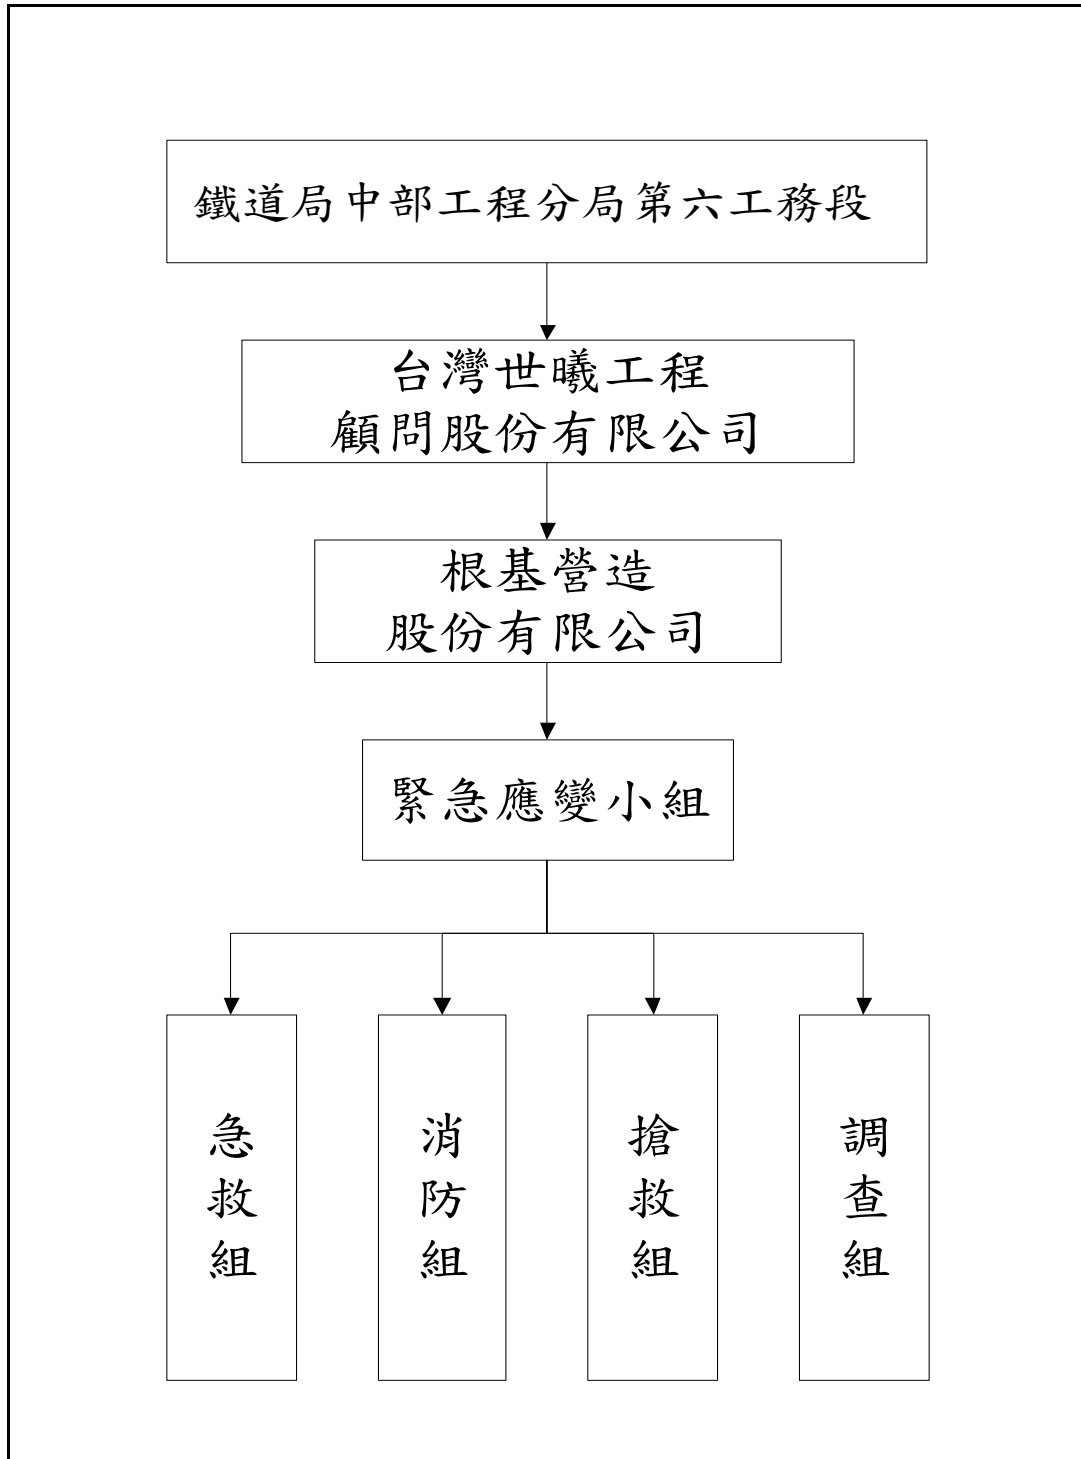 鐵道局中部工程分局第六工務段
台灣世曦工程
顧問股份有限公司
根基營造
股份有限公司
緊急應變小組
急救組
消防組
搶救組
調查組